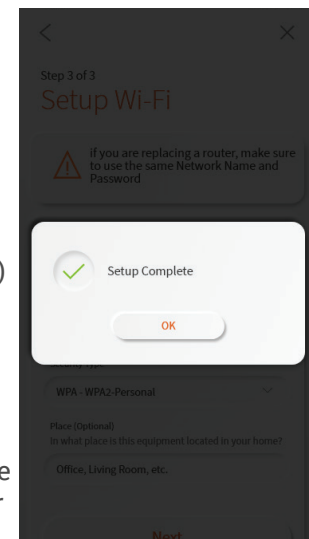 Step 3 of 3
Setup Wi-Fi
if you are replacing a router, make sure
to use the same Network Name and
Password
)
Setup Complete
OK
Security Type
WPA - WPA2-Personal
Place (Optional)
In what place is this equipment located in your home?
e
Office, Living Room, etc.
r
Next